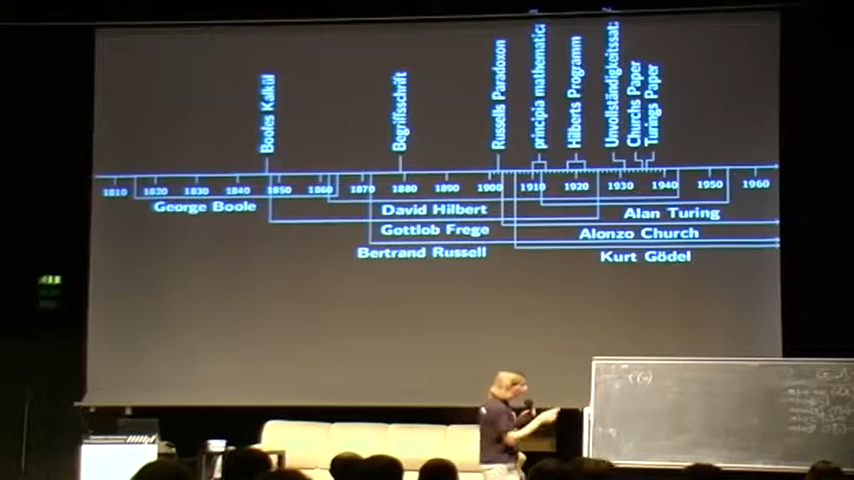 Booles Kalkül
Begriffsschrift
Russells Paradoxon
principia mathematica
Hilberts Programm
Unvollständigkeitssatz
Churchs Paper
Turings Paper
1810 1820 1830 1840 1850 1860 1870 1880 1890 1900 1910 1920 1930 1940 1950 1960
George Boole David Hilbert Alan Turing
Gottlob Frege Alonzo Church
Bertrand Russell Kurt Gödel